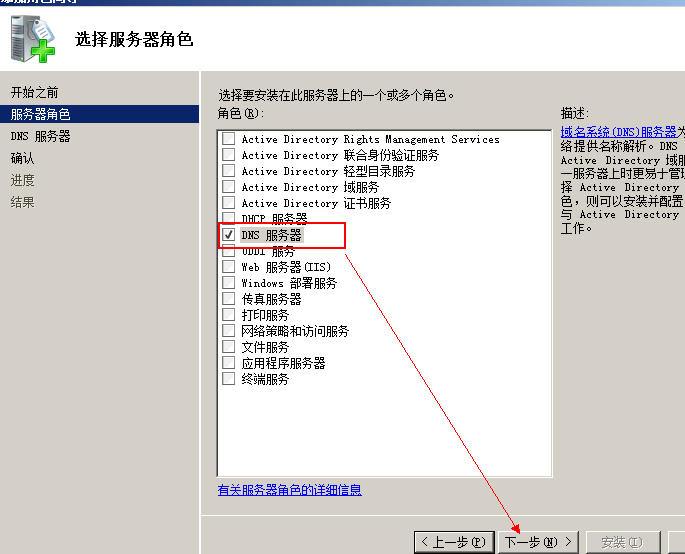 选择服务器角色
开始之前
服务器角色
DNS 服务器
确认
进度
结果
选择要安装在此服务器上的一个或多个角色。
角色(R):
Active Directory Rights Management Services
Active Directory 联合身份验证服务
Active Directory 轻型目录服务
Active Directory 域服务
Active Directory 证书服务
DHCP 服务器
DNS 服务器
UDDI 服务
Web 服务器(IIS)
Windows 部署服务
传真服务器
打印服务
网络策略和访问服务
文件服务
应用程序服务器
终端服务
有关服务器角色的详细信息
描述:
域名系统(DNS)服务器为
络提供名称解析。DNS
Active Directory 域服
一服务器上时更易于管理
择 Active Directory
色，则可以安装并配置
与 Active Directory
工作。
< 上一步(P)
下一步(N) >
安装(I)